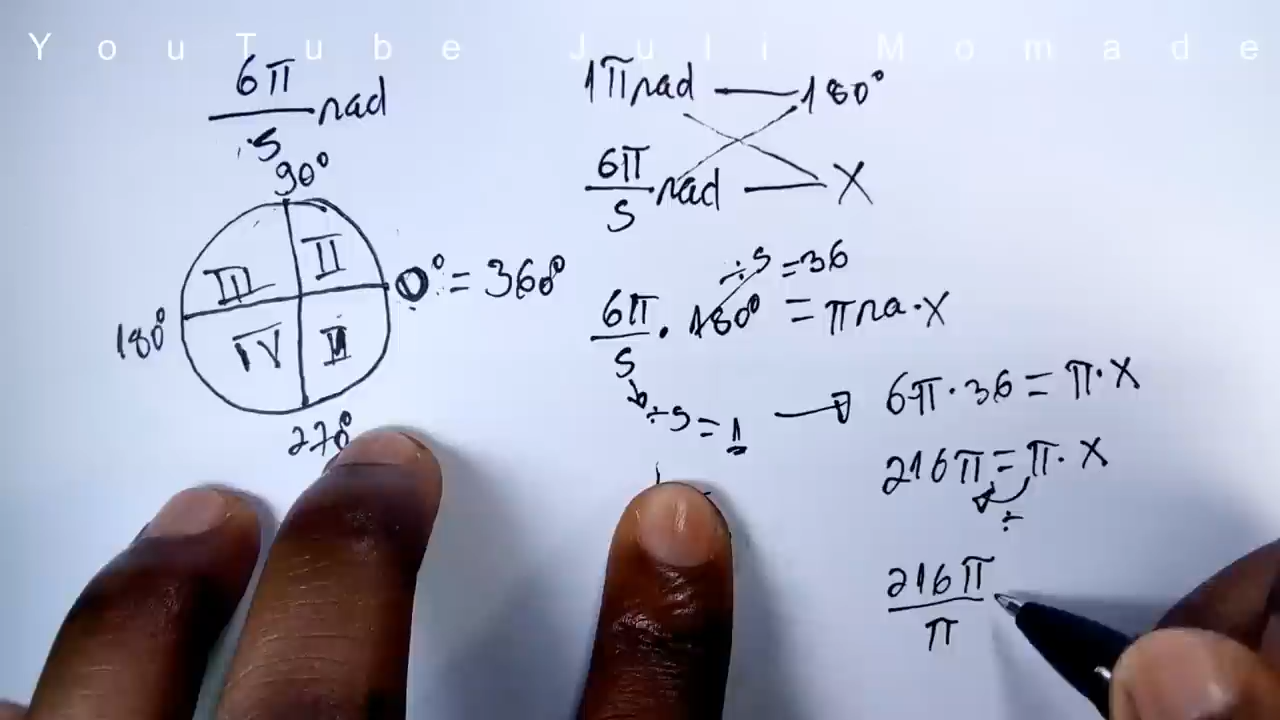 YouTube Juli Momade
6π/5 rad
90°
III II
0° = 360°
180°
IV
270°
1π rad — 180°
6π/5 rad — X
÷5 = 36
6π/5 · 180° = π ra · X
÷5 = 1
6π · 36 = π · X
216π = π · X
÷
216π/π